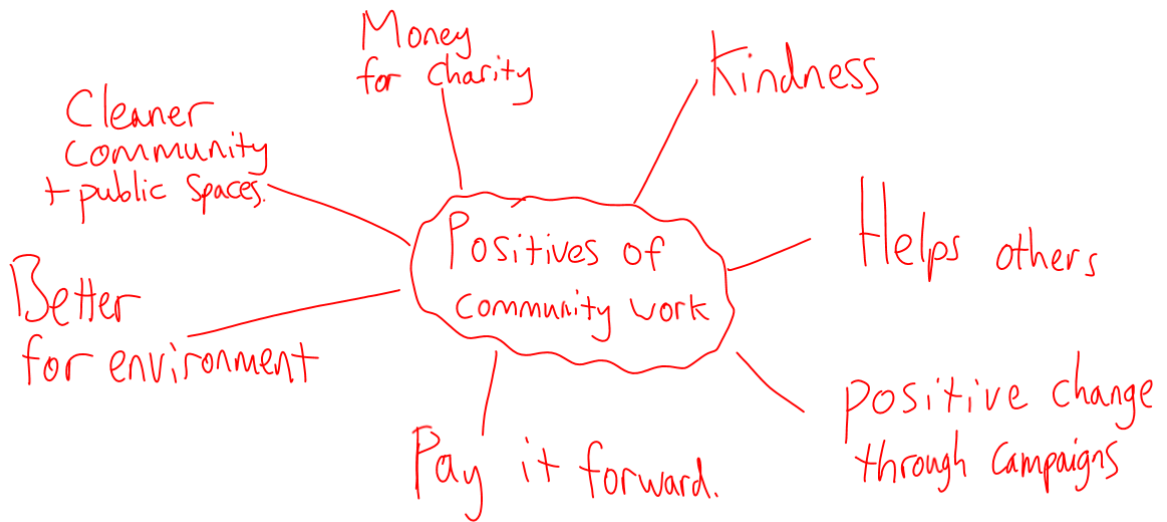 Money
for charity
Kindness
Cleaner
community
+ public spaces.
Positives of
community work
Helps others
Better
for environment
Pay it forward.
positive change
through campaigns